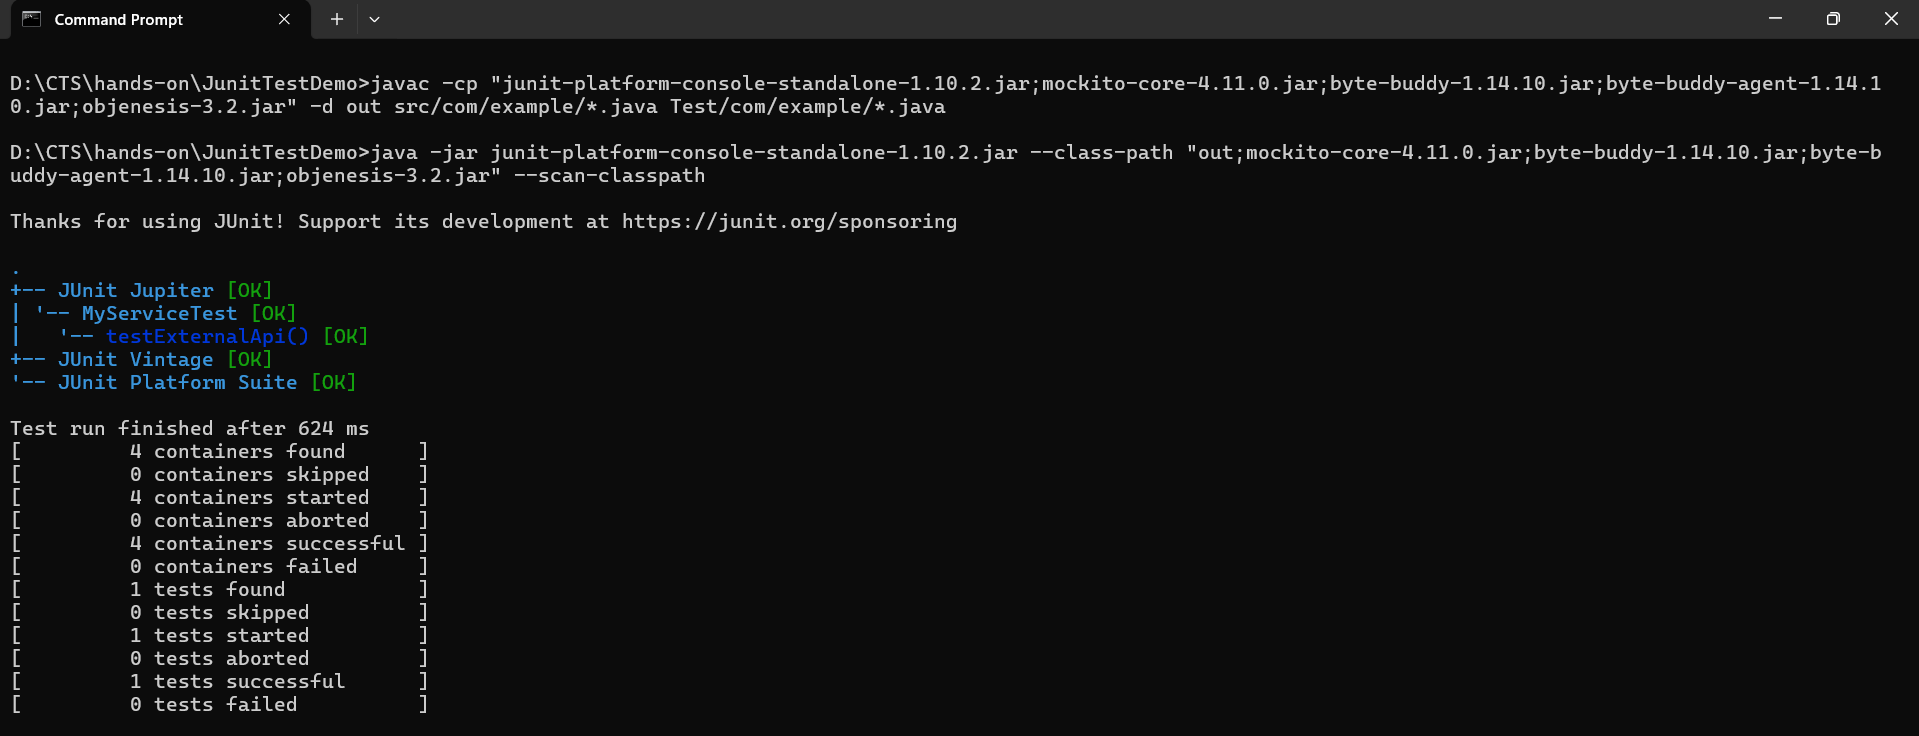 Command Prompt
D:\CTS\hands-on\JunitTestDemo>javac -cp "junit-platform-console-standalone-1.10.2.jar;mockito-core-4.11.0.jar;byte-buddy-1.14.10.jar;byte-buddy-agent-1.14.1
0.jar;objenesis-3.2.jar" -d out src/com/example/*.java Test/com/example/*.java
D:\CTS\hands-on\JunitTestDemo>java -jar junit-platform-console-standalone-1.10.2.jar --class-path "out;mockito-core-4.11.0.jar;byte-buddy-1.14.10.jar;byte-b
uddy-agent-1.14.10.jar;objenesis-3.2.jar" --scan-classpath
Thanks for using JUnit! Support its development at https://junit.org/sponsoring
.
+-- JUnit Jupiter [OK]
| '-- MyServiceTest [OK]
|   '-- testExternalApi() [OK]
+-- JUnit Vintage [OK]
'-- JUnit Platform Suite [OK]
Test run finished after 624 ms
[         4 containers found      ]
[         0 containers skipped    ]
[         4 containers started    ]
[         0 containers aborted    ]
[         4 containers successful ]
[         0 containers failed     ]
[         1 tests found           ]
[         0 tests skipped         ]
[         1 tests started         ]
[         0 tests aborted         ]
[         1 tests successful      ]
[         0 tests failed          ]